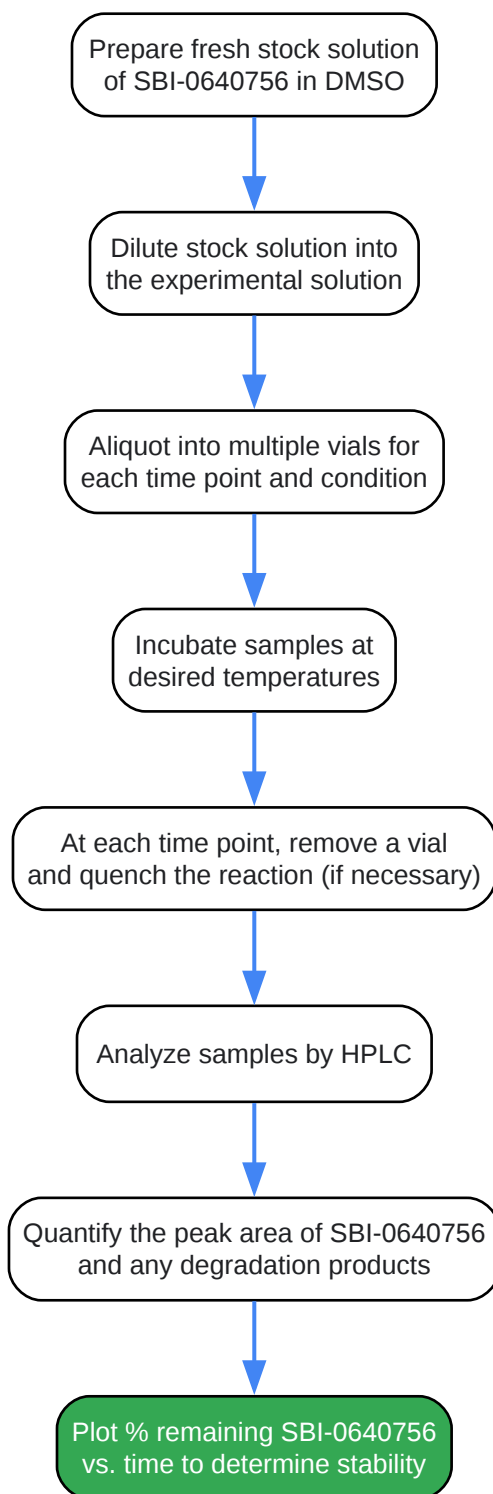 Prepare fresh stock solution
of SBI-0640756 in DMSO
Dilute stock solution into
the experimental solution
Aliquot into multiple vials for
each time point and condition
Incubate samples at
desired temperatures
At each time point, remove a vial
and quench the reaction (if necessary)
Analyze samples by HPLC
Quantify the peak area of SBI-0640756
and any degradation products
Plot % remaining SBI-0640756
vs. time to determine stability